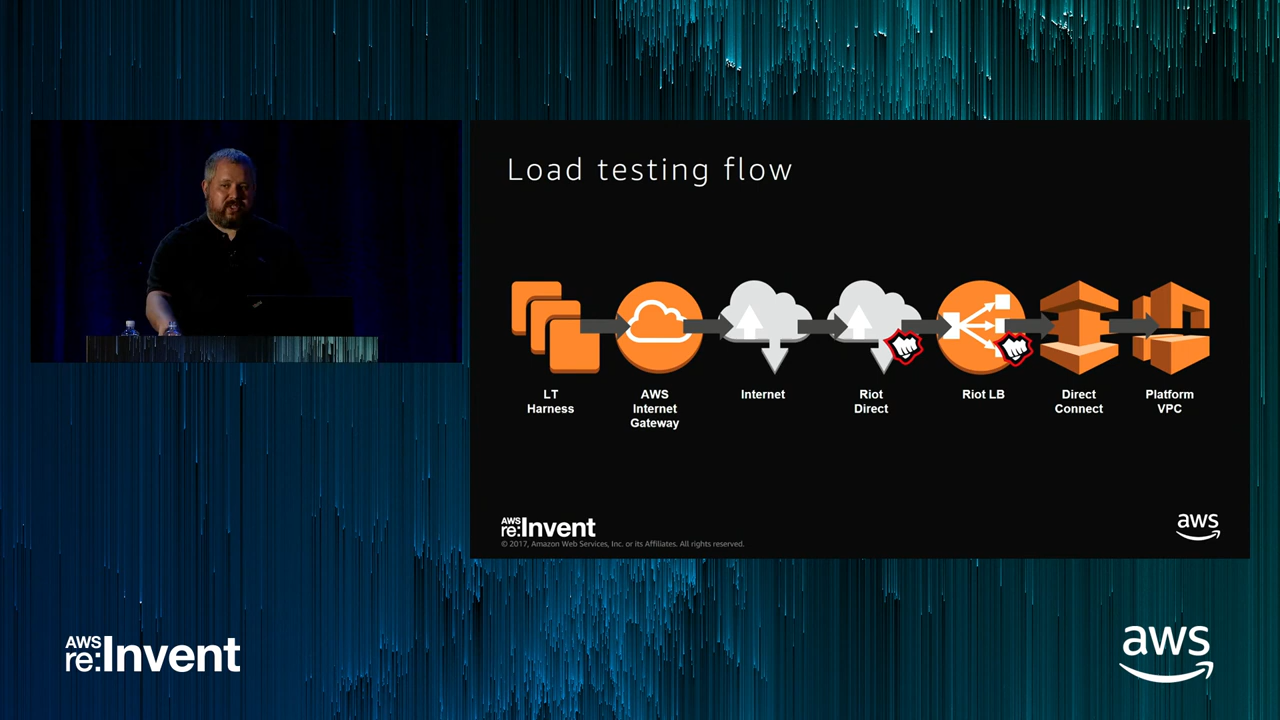 Load testing flow
LT
Harness
AWS
Internet
Gateway
Internet
Riot
Direct
Riot LB
Direct
Connect
Platform
VPC
AWS
re:Invent
© 2017, Amazon Web Services, Inc. or its Affiliates. All rights reserved.
aws
AWS
re:Invent
aws